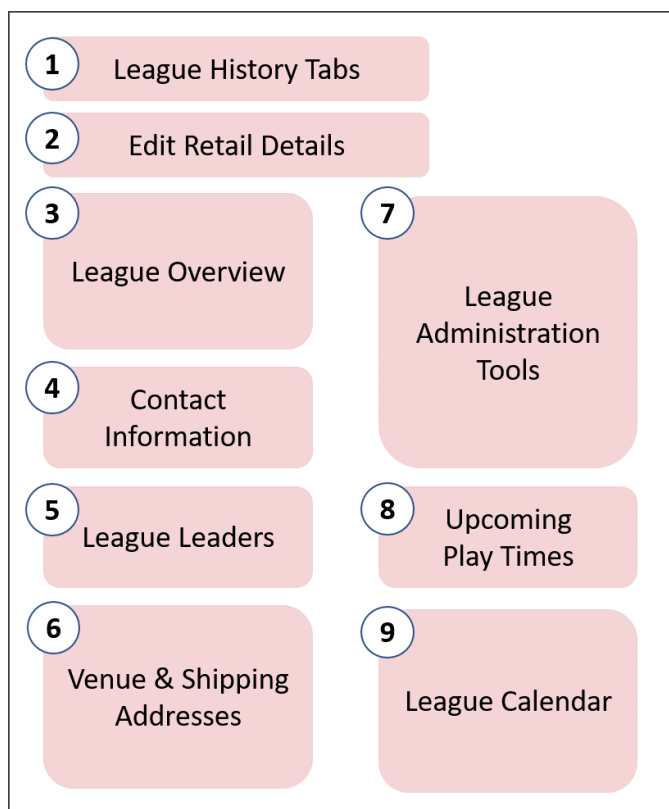 1
League History Tabs
2
Edit Retail Details
3
League Overview
4
Contact
Information
5
League Leaders
6
Venue & Shipping
Addresses
7
League
Administration
Tools
8
Upcoming
Play Times
9
League Calendar